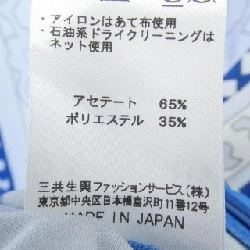 ・アイロンはあて布使用
・石油系ドライクリーニングは
ネット使用
アセテート 65%
ポリエステル 35%
三共生興ファッションサービス(株)
東京都中央区日本橋富沢町11番12号
MADE IN JAPAN